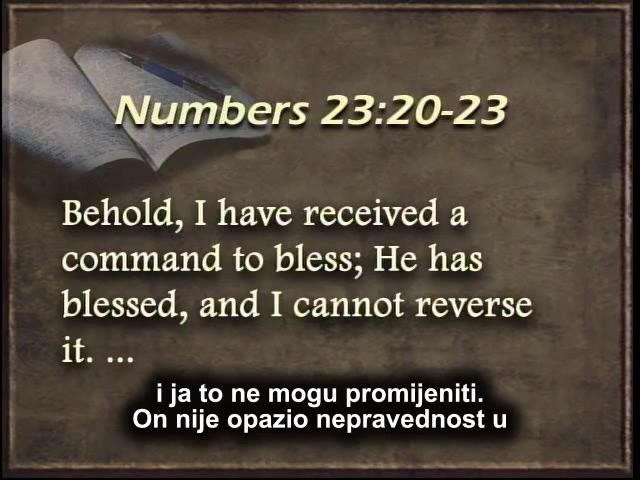 Numbers 23:20-23
Behold, I have received a
command to bless; He has
blessed, and I cannot reverse
it. ...
i ja to ne mogu promijeniti.
On nije opazio nepravednost u